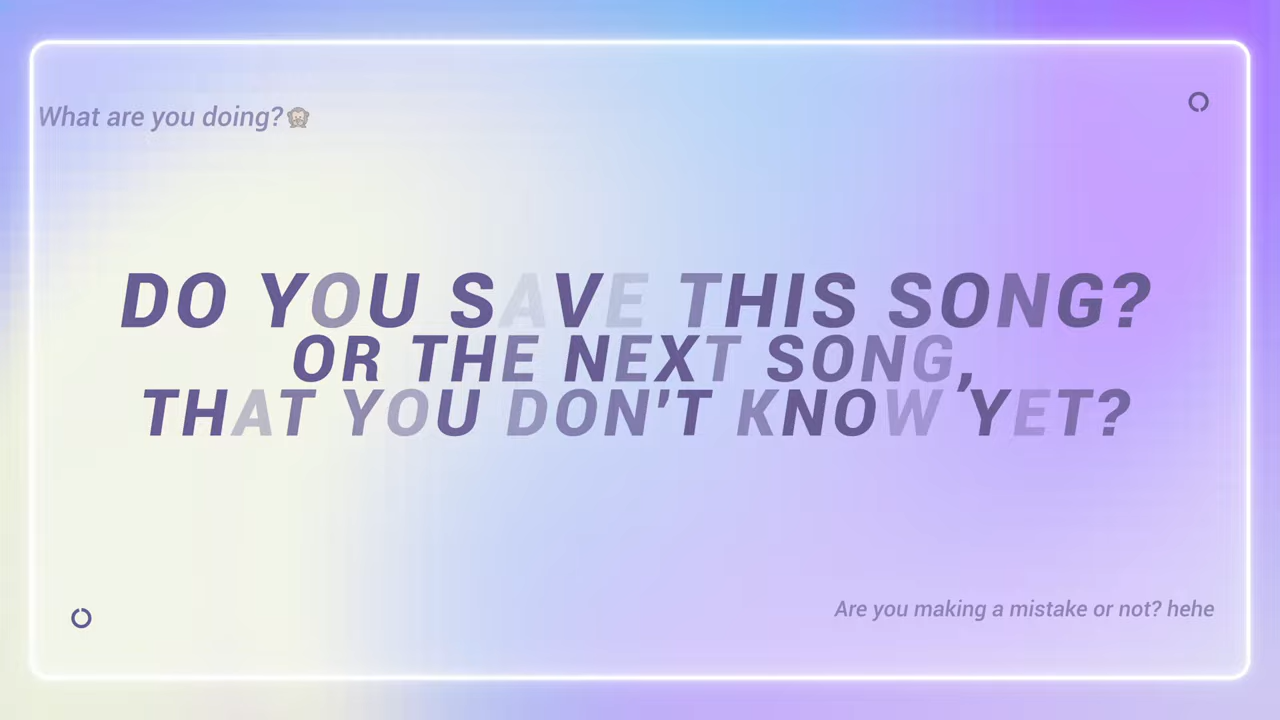 What are you doing?🙊
DO YOU SAVE THIS SONG?
OR THE NEXT SONG,
THAT YOU DON'T KNOW YET?
Are you making a mistake or not? hehe